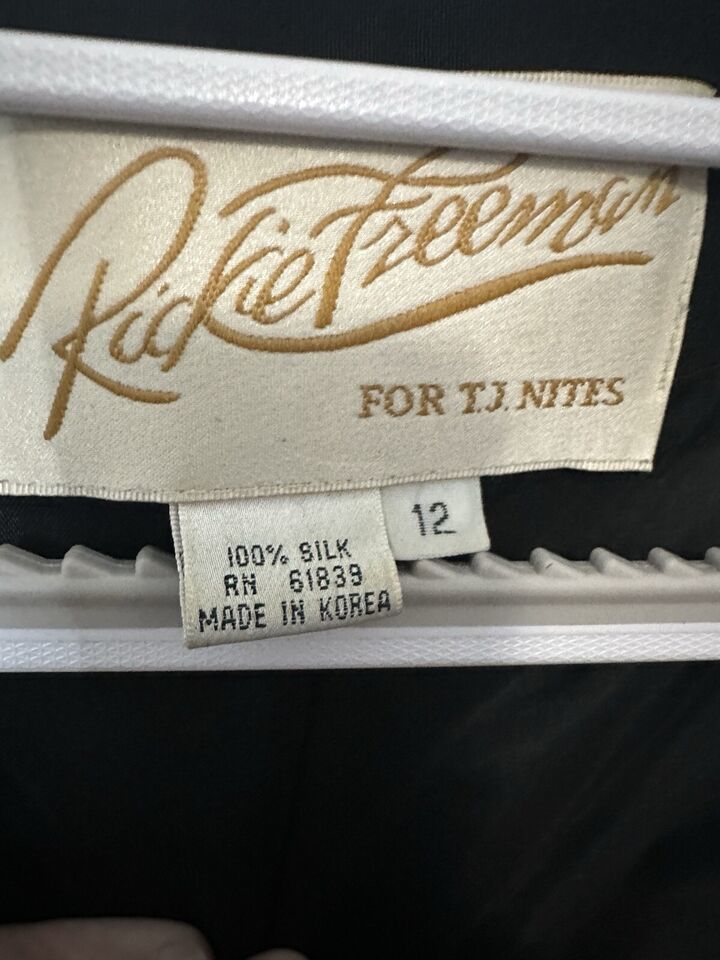 Rickie Freeman
FOR T.J. NITES
12
100% SILK
RN 61839
MADE IN KOREA